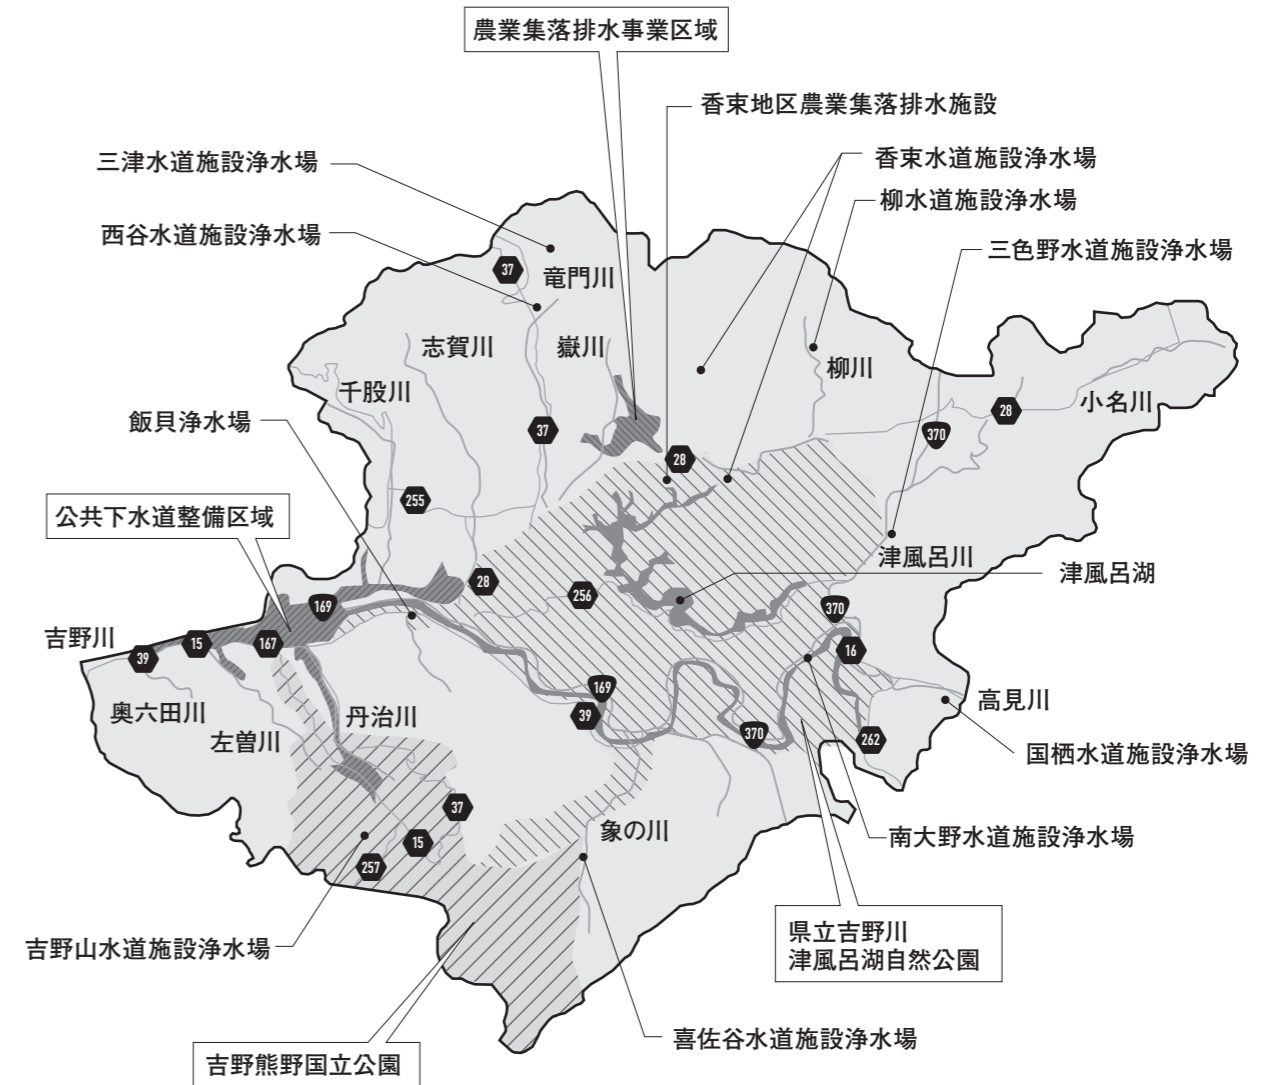 農業集落排水事業区域
香束地区農業集落排水施設
三津水道施設浄水場
香束水道施設浄水場
柳水道施設浄水場
西谷水道施設浄水場
三色野水道施設浄水場
37
竜門川
志賀川
嶽川
柳川
千股川
小名川
28
飯貝浄水場
37
370
28
255
公共下水道整備区域
津風呂川
津風呂湖
28
256
169
370
吉野川
15
167
39
16
169
高見川
奥六田川
丹治川
39
左曽川
370
262
国栖水道施設浄水場
37
象の川
南大野水道施設浄水場
15
257
県立吉野川
津風呂湖自然公園
吉野山水道施設浄水場
喜佐谷水道施設浄水場
吉野熊野国立公園